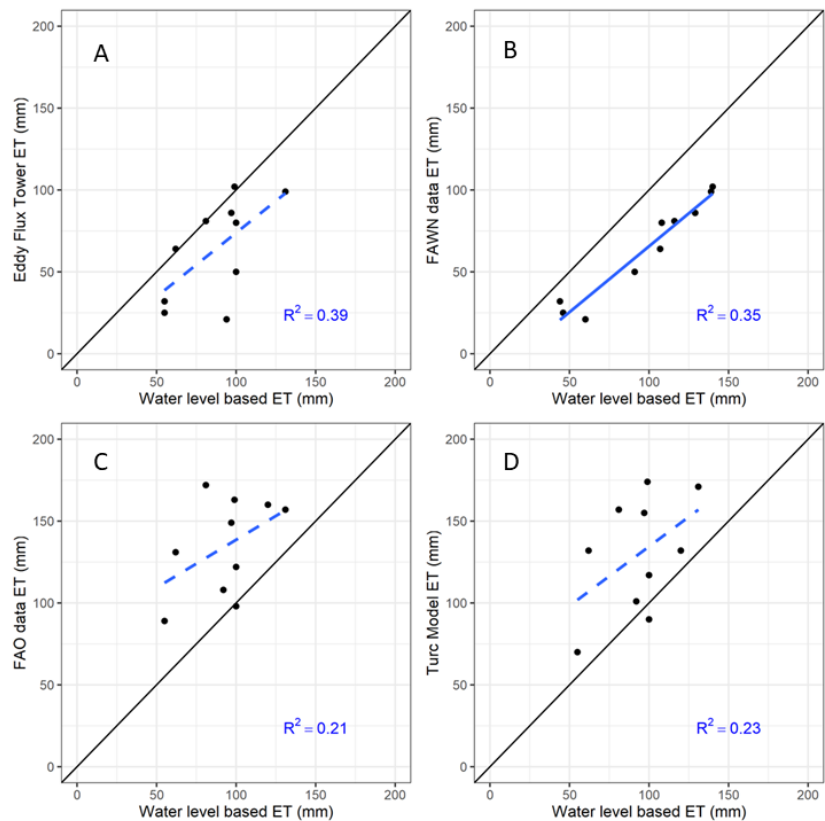 A
Eddy Flux Tower ET (mm)
200
150
100
50
0
R² = 0.39
0 50 100 150 200
Water level based ET (mm)
B
FAWN data ET (mm)
200
150
100
50
0
R² = 0.35
0 50 100 150 200
Water level based ET (mm)
C
FAO data ET (mm)
200
150
100
50
0
R² = 0.21
0 50 100 150 200
Water level based ET (mm)
D
Turc Model ET (mm)
200
150
100
50
0
R² = 0.23
0 50 100 150 200
Water level based ET (mm)